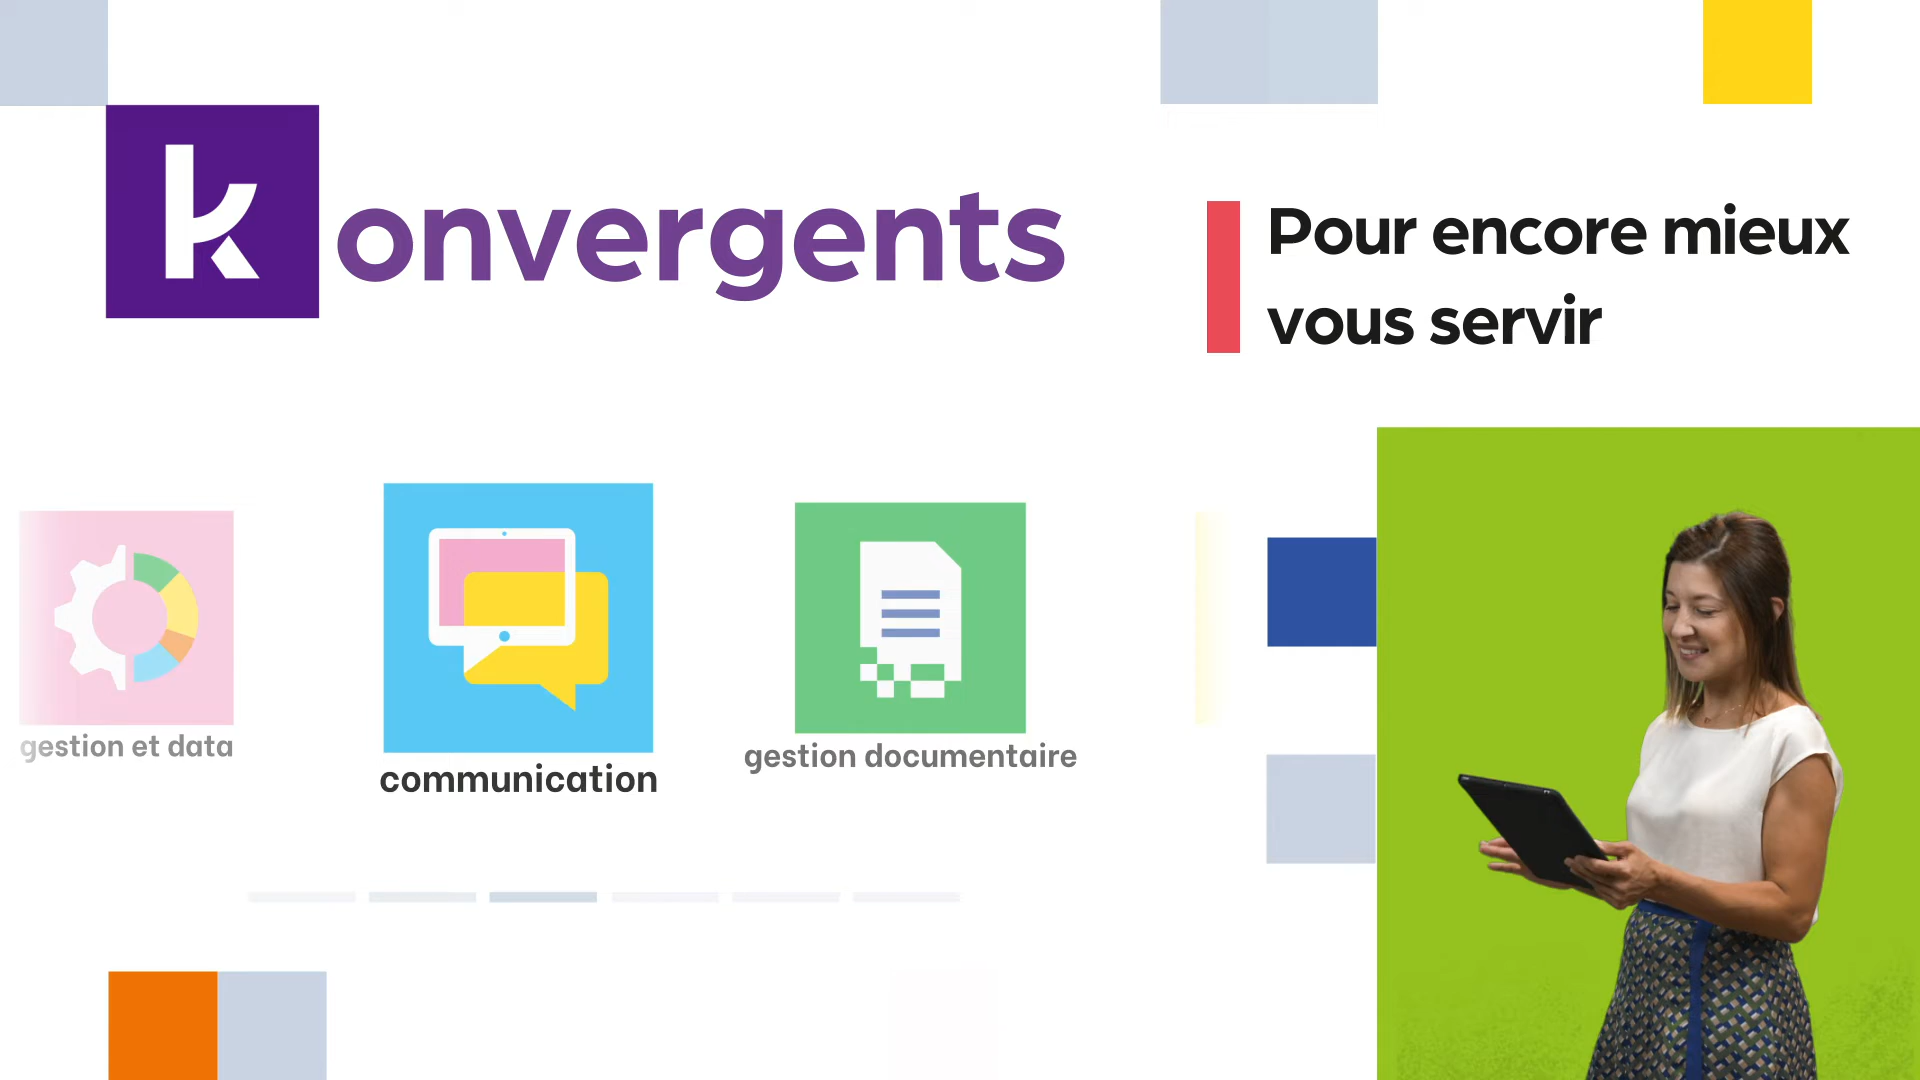 konvergents
Pour encore mieux
vous servir
gestion et data
communication
gestion documentaire